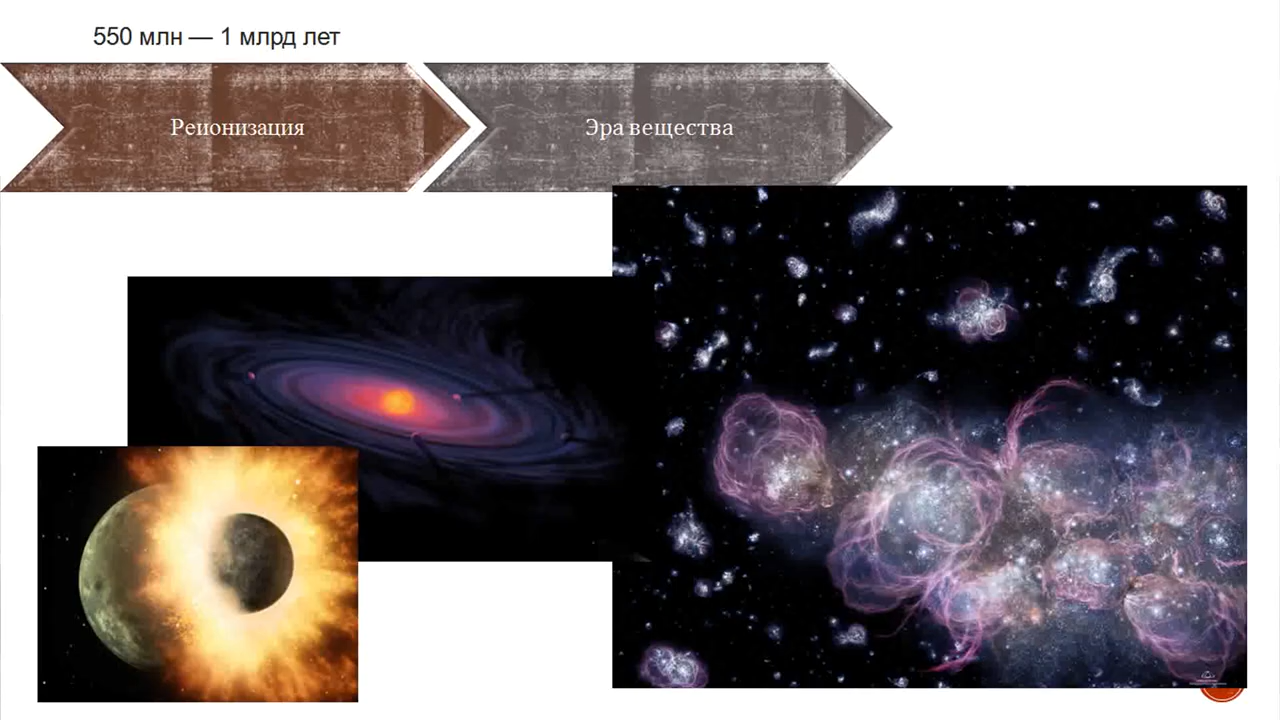 550 млн — 1 млрд лет
Реионизация
Эра вещества